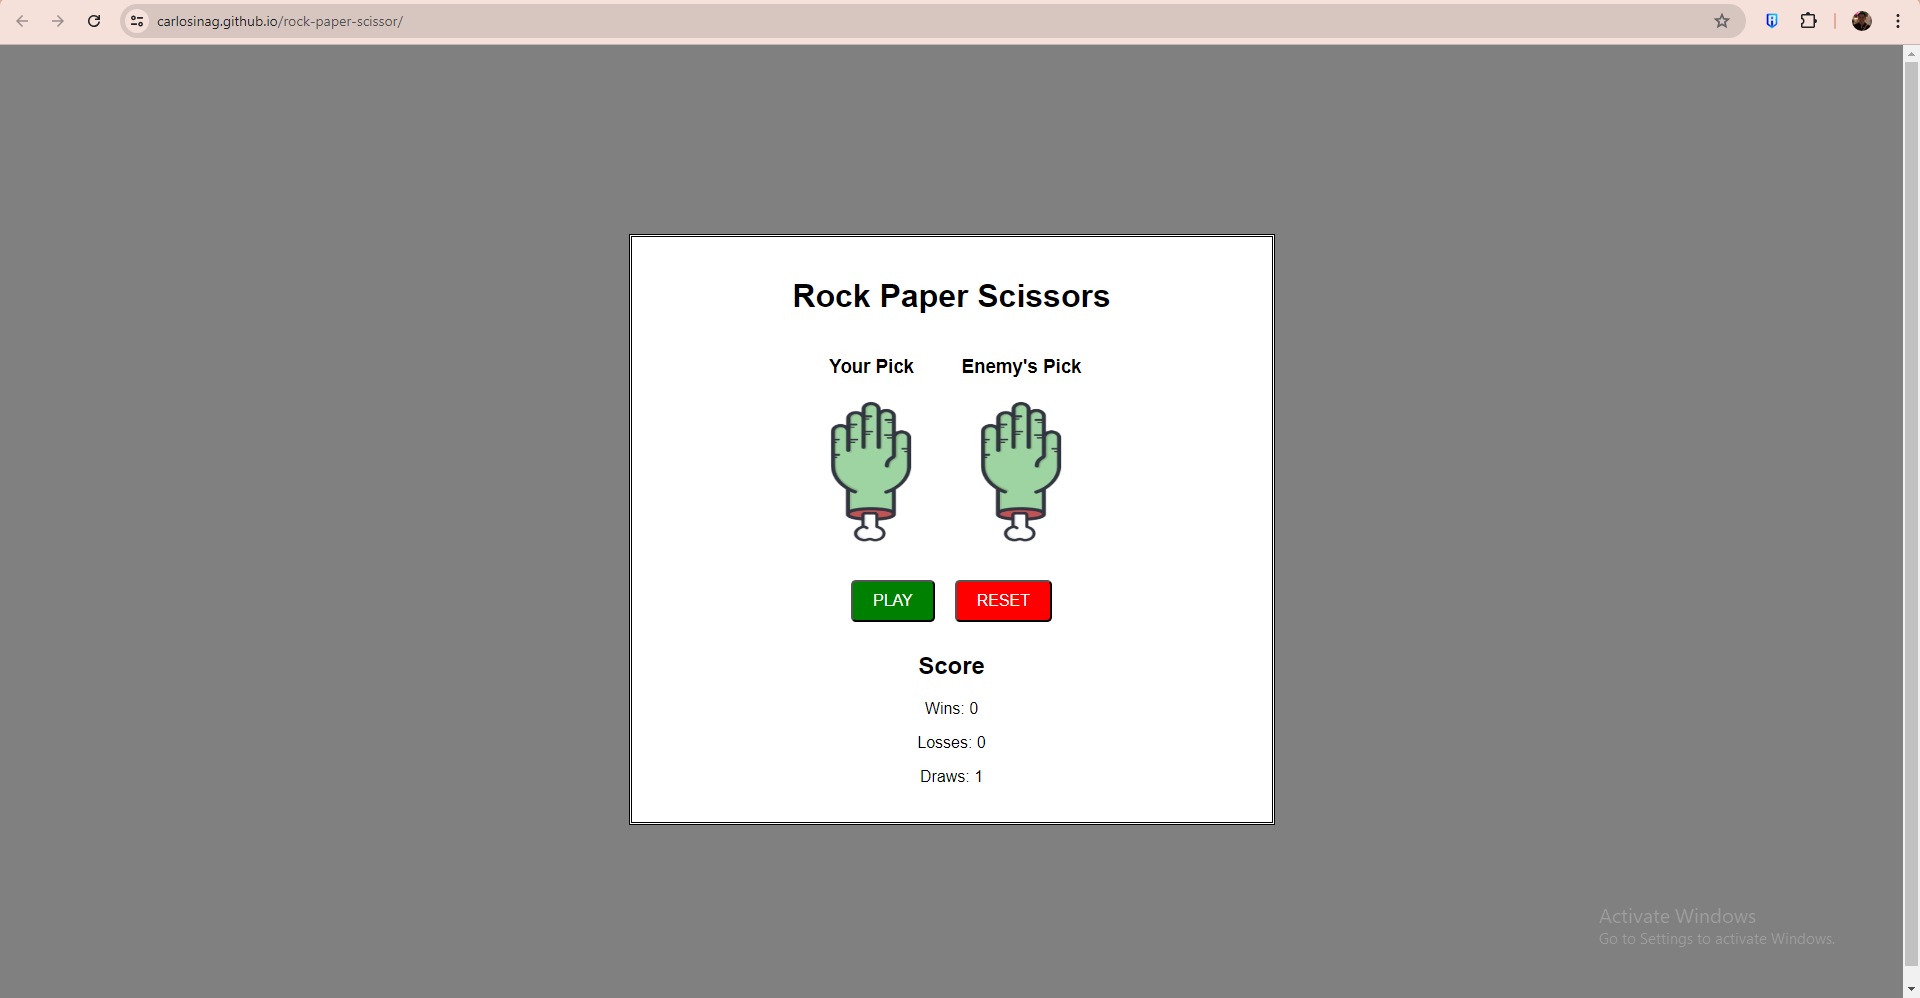 carlosinag.github.io/rock-paper-scissor/
Rock Paper Scissors
Your Pick
Enemy's Pick
PLAY
RESET
Score
Wins: 0
Losses: 0
Draws: 1
Activate Windows
Go to Settings to activate Windows.